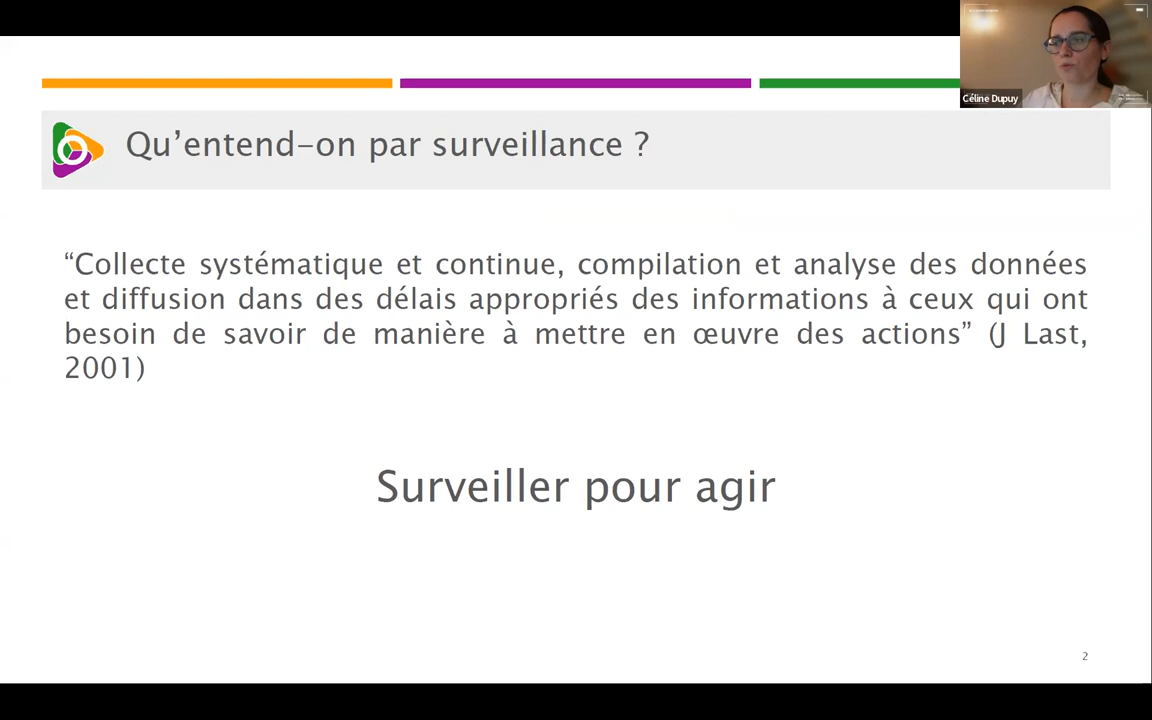 Céline Dupuy
Qu’entend-on par surveillance ?
“Collecte systématique et continue, compilation et analyse des données
et diffusion dans des délais appropriés des informations à ceux qui ont
besoin de savoir de manière à mettre en œuvre des actions” (J Last,
2001)
Surveiller pour agir
2